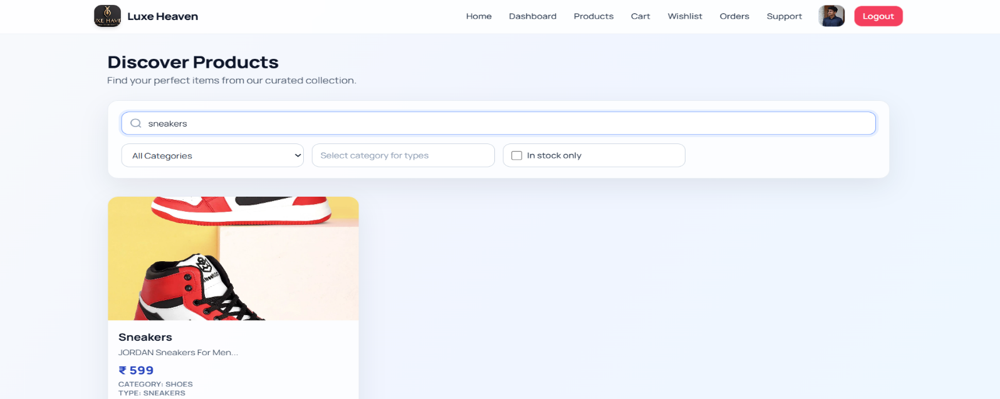 LUXE HAVE
Luxe Heaven
Home
Dashboard
Products
Cart
Wishlist
Orders
Support
Logout
Discover Products
Find your perfect items from our curated collection.
sneakers
All Categories
Select category for types
In stock only
Sneakers
JORDAN Sneakers For Men...
₹ 599
CATEGORY: SHOES
TYPE: SNEAKERS